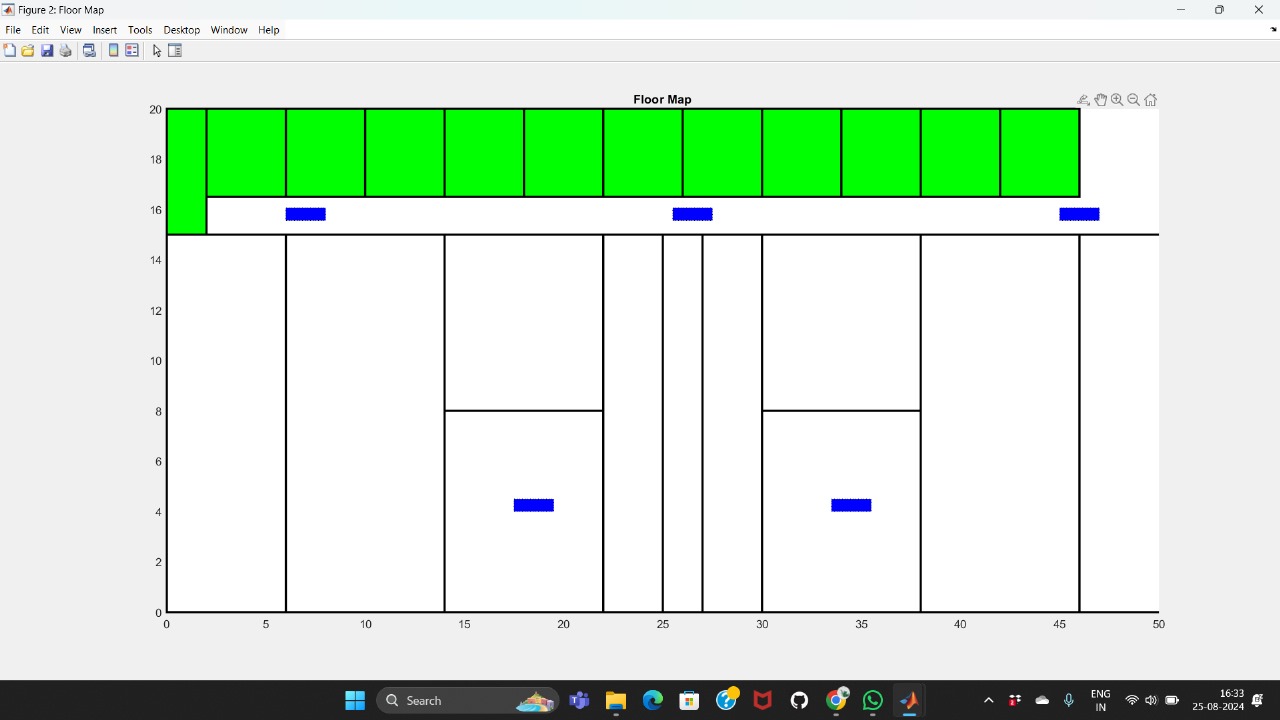 Figure 2: Floor Map
File Edit View Insert Tools Desktop Window Help
Floor Map
20
18
16
14
12
10
8
6
4
2
0
0 5 10 15 20 25 30 35 40 45 50
Search
ENG
IN
16:33
25-08-2024